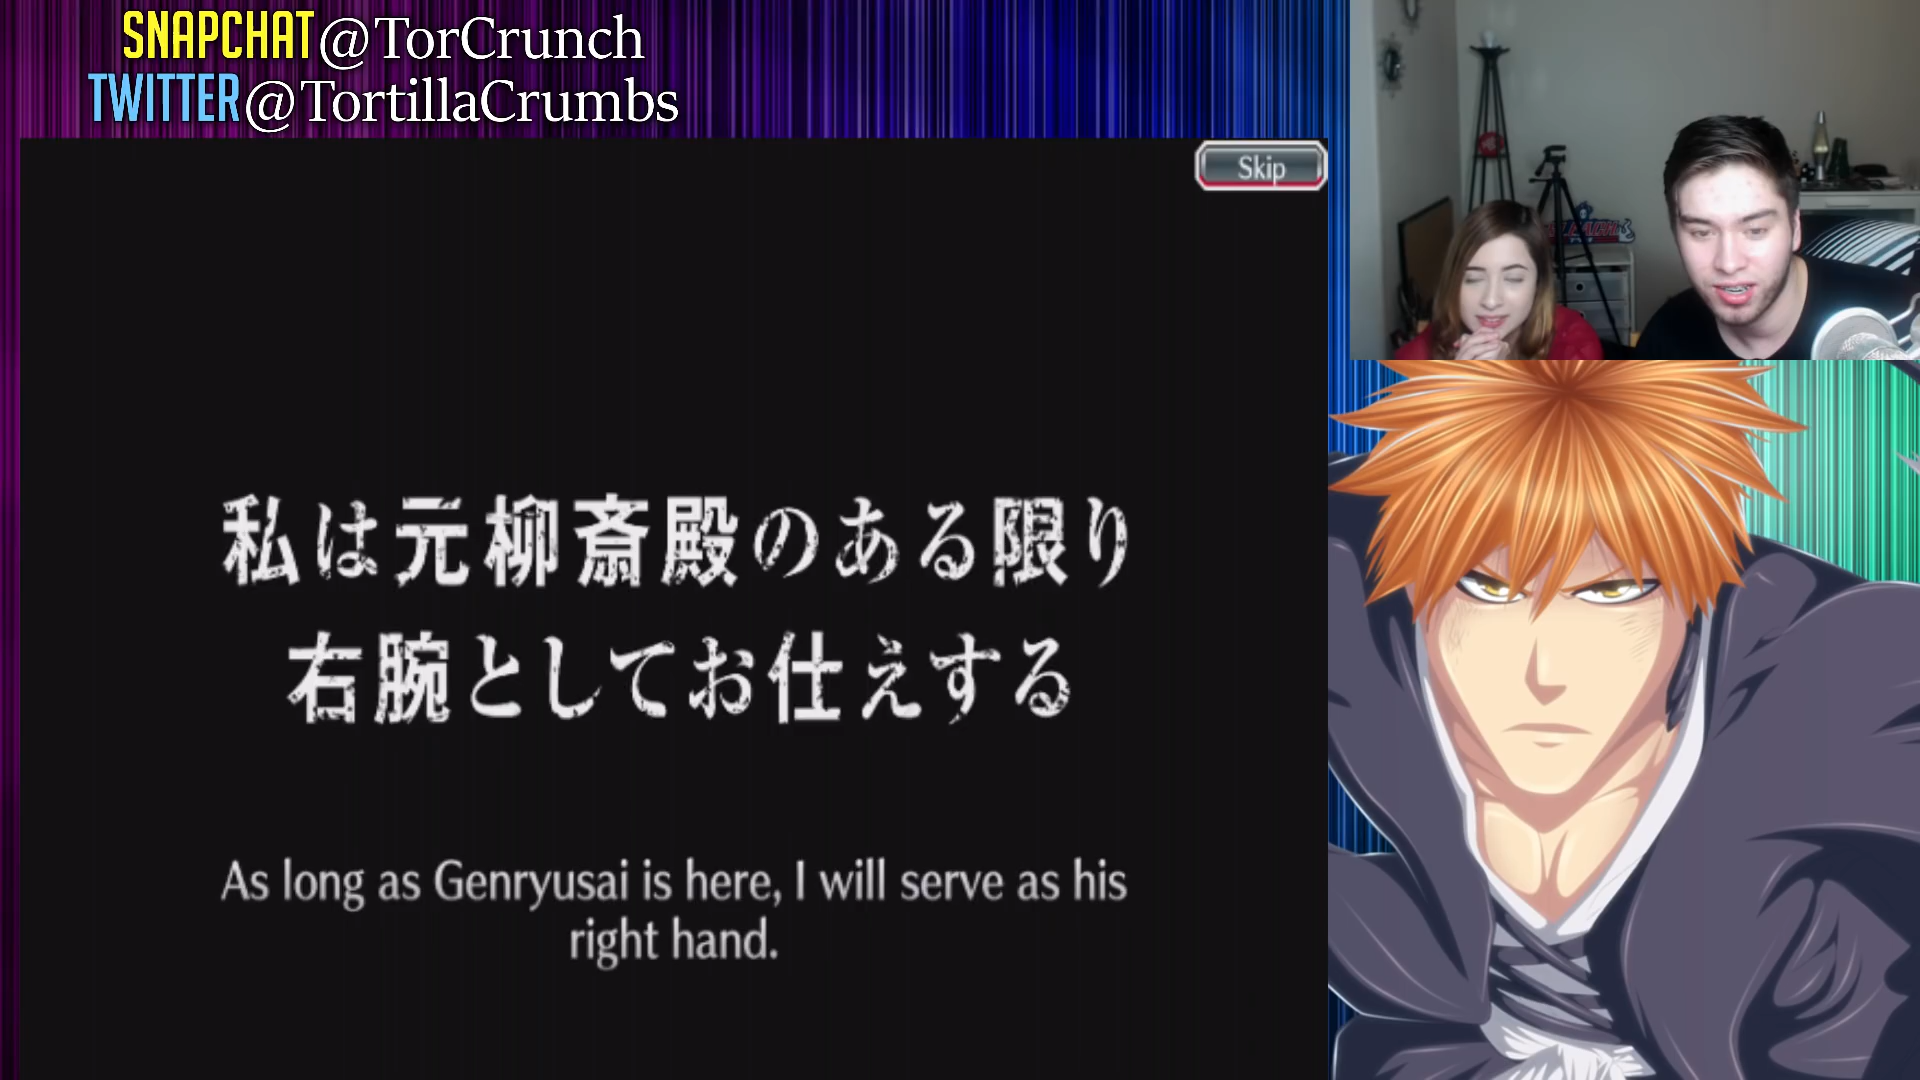 SNAPCHAT@TorCrunch
TWITTER@TortillaCrumbs
Skip
私は元柳斎殿のある限り
右腕としてお仕えする
As long as Genryusai is here, I will serve as his
right hand.